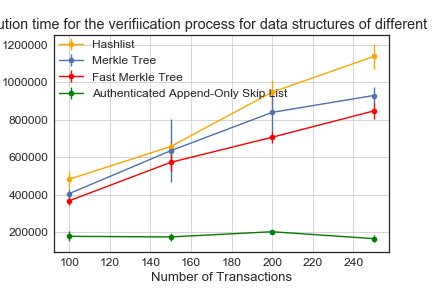 ution time for the verifiication process for data structures of different
1200000
1000000
800000
600000
400000
200000
Hashlist
Merkle Tree
Fast Merkle Tree
Authenticated Append-Only Skip List
100 120 140 160 180 200 220 240
Number of Transactions